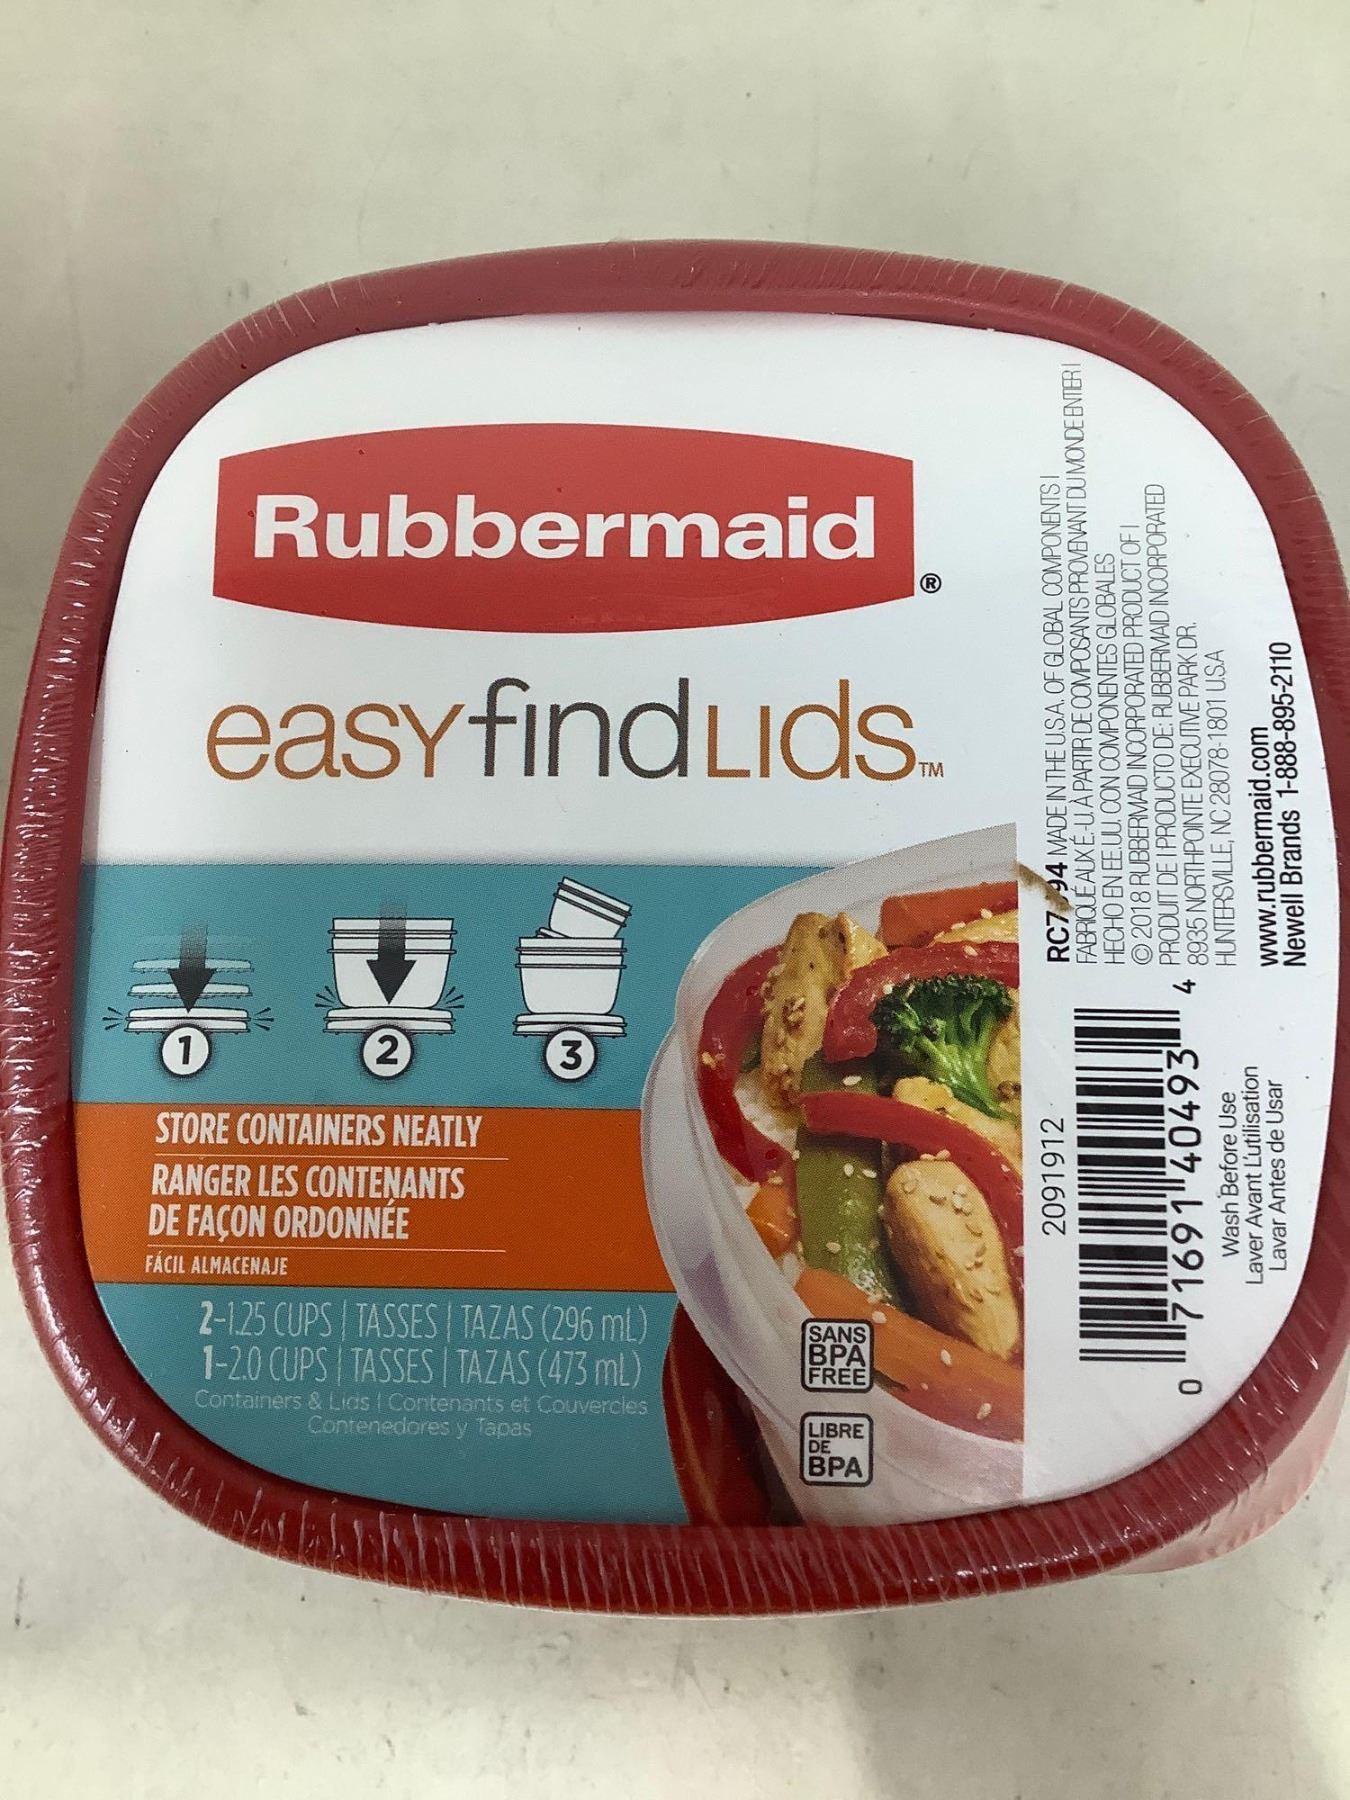 Rubbermaid
®
easyfindLids™
1
2
3
STORE CONTAINERS NEATLY
RANGER LES CONTENANTS
DE FAÇON ORDONNÉE
FÁCIL ALMACENAJE
2-1.25 CUPS | TASSES | TAZAS (296 mL)
1-2.0 CUPS | TASSES | TAZAS (473 mL)
Containers & Lids | Contenants et Couvercles
Contenedores y Tapas
SANS
BPA
FREE
LIBRE
DE
BPA
MADE IN THE U.S.A. OF GLOBAL COMPONENTS |
FABRIQUÉ AUX É.-U. À PARTIR DE COMPOSANTS PROVENANT DU MONDE ENTIER |
HECHO EN EE.UU. CON COMPONENTES GLOBALES
© 2018 RUBBERMAID INCORPORATED PRODUCT OF |
PRODUIT DE | PRODUCTO DE: RUBBERMAID INCORPORATED
8935 NORTHPOINTE EXECUTIVE PARK DR.
HUNTERSVILLE, NC 28078-1801 U.S.A
www.rubbermaid.com
Newell Brands 1-888-895-2110
2091912
0 71691 40493 4
Wash Before Use
Laver Avant L'utilisation
Lavar Antes de Usar